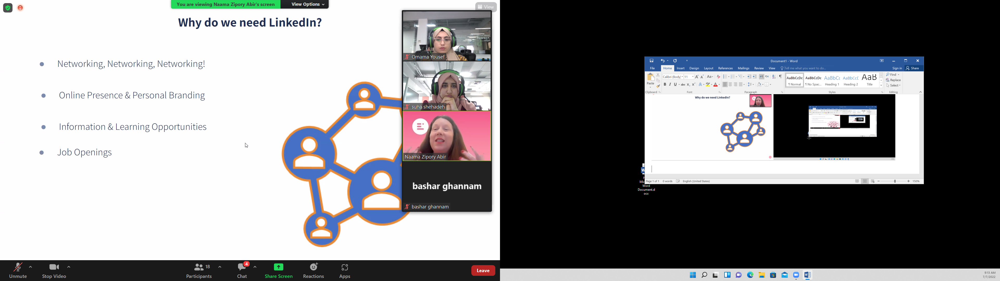 You are viewing Naama Zipory Abir's screen
View Options
View
Why do we need LinkedIn?
Networking, Networking, Networking!
Online Presence & Personal Branding
Information & Learning Opportunities
Job Openings
PERFECT.
effort
Omama Yousef
suha shehadeh
Naama Zipory Abir
bashar ghannam
bashar ghannam
Unmute
Stop Video
18
Participants
4
Chat
Share Screen
Reactions
Apps
Leave
Document1 - Word
File
Home
Insert
Design
Layout
References
Mailings
Review
View
Tell me what you want to do...
Sign in
Share
Paste
Calibri (Body)
11
Clipboard
Font
Paragraph
AaBbCcDc
AaBbCcDc
AaBbCc
AaBbCcE
AaB
¶ Normal
¶ No Spac...
Heading 1
Heading 2
Title
Styles
Find
Replace
Select
Editing
Why do we need LinkedIn?
Page 1 of 1
0 words
English (United States)
150%
Word
Document.d
ocx
9:13 AM
7/7/2022